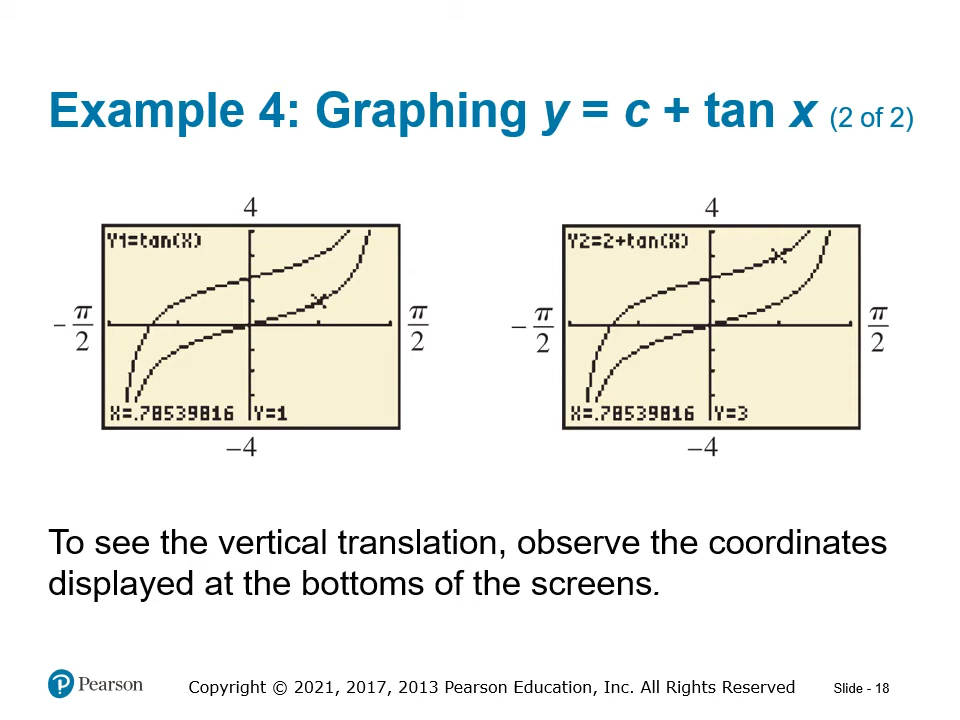 Example 4: Graphing y = c + tan x (2 of 2)
4
Y1=tan(X)
−π/2
π/2
X=.78539816 Y=1
−4
4
Y2=2+tan(X)
−π/2
π/2
X=.78539816 Y=3
−4
To see the vertical translation, observe the coordinates
displayed at the bottoms of the screens.
Pearson
Copyright © 2021, 2017, 2013 Pearson Education, Inc. All Rights Reserved
Slide - 18